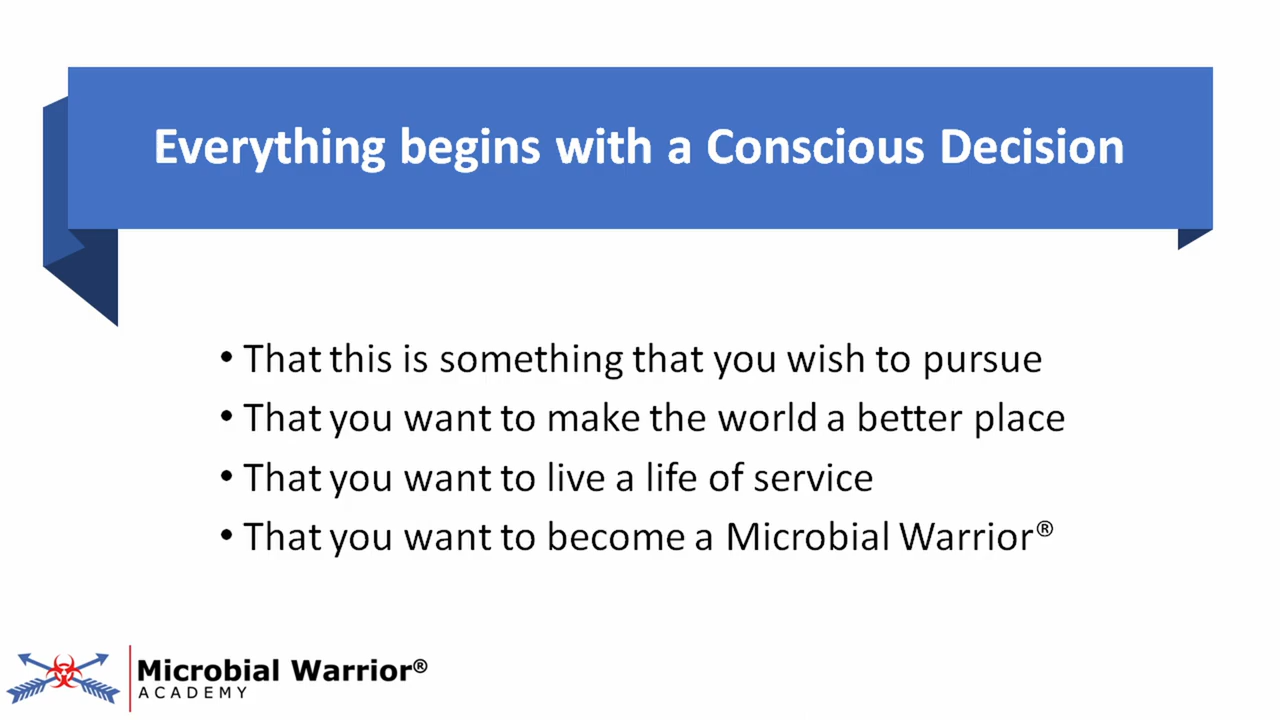 Everything begins with a Conscious Decision
• That this is something that you wish to pursue
• That you want to make the world a better place
• That you want to live a life of service
• That you want to become a Microbial Warrior®
Microbial Warrior®
ACADEMY